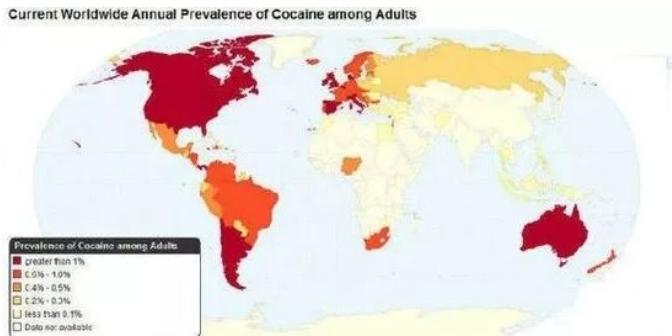 Current Worldwide Annual Prevalence of Cocaine among Adults
Prevalence of Cocaine among Adults
greater than 1%
0.6% - 1.0%
0.4% - 0.5%
0.2% - 0.3%
less than 0.1%
Data not available